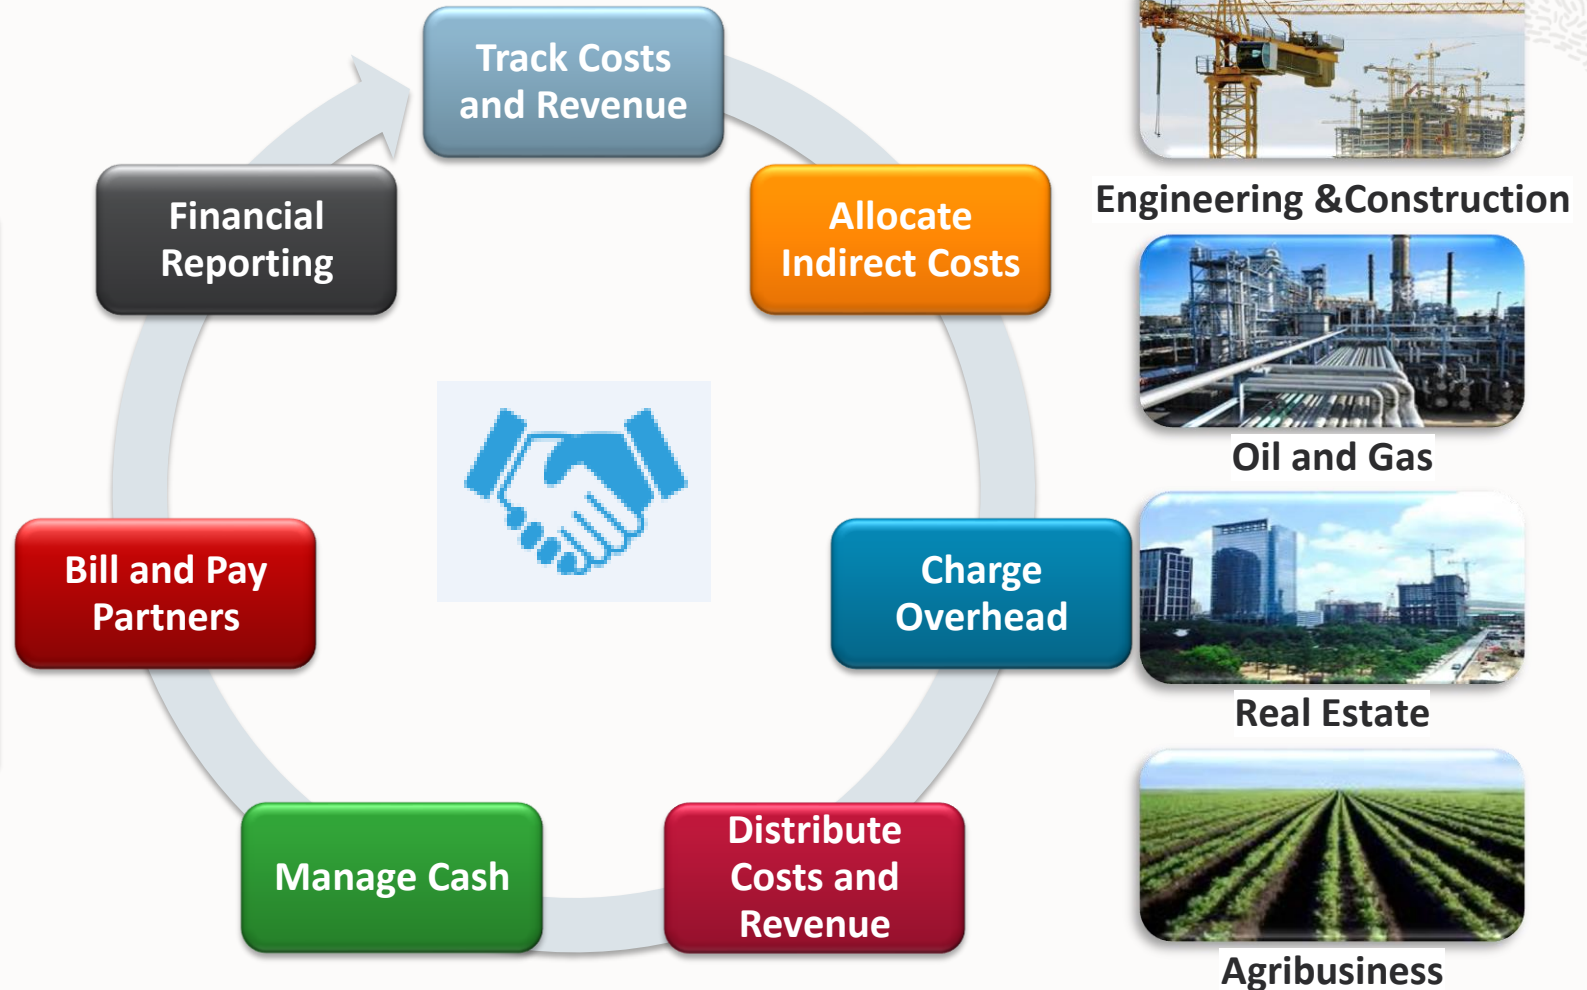 Track Costs
and Revenue
Allocate
Indirect Costs
Charge
Overhead
Distribute
Costs and
Revenue
Manage Cash
Bill and Pay
Partners
Financial
Reporting
Engineering &Construction
Oil and Gas
Real Estate
Agribusiness